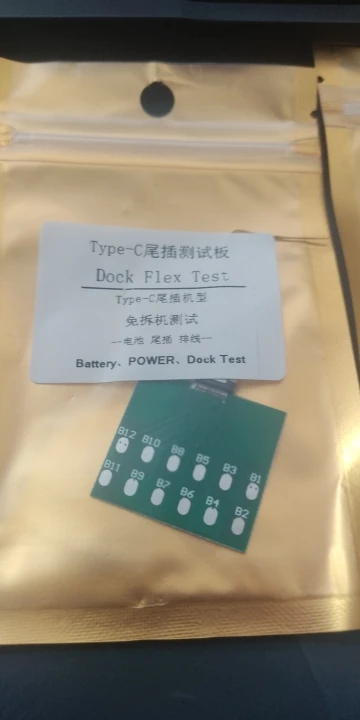 Type-C尾插测试板
Dock Flex Test
Type-C尾插机型
免拆机测试
---电池 尾插 排线---
Battery、POWER、Dock Test
B12 B10 B8 B5 B3 B1
B11 B9 B7 B6 B4 B2